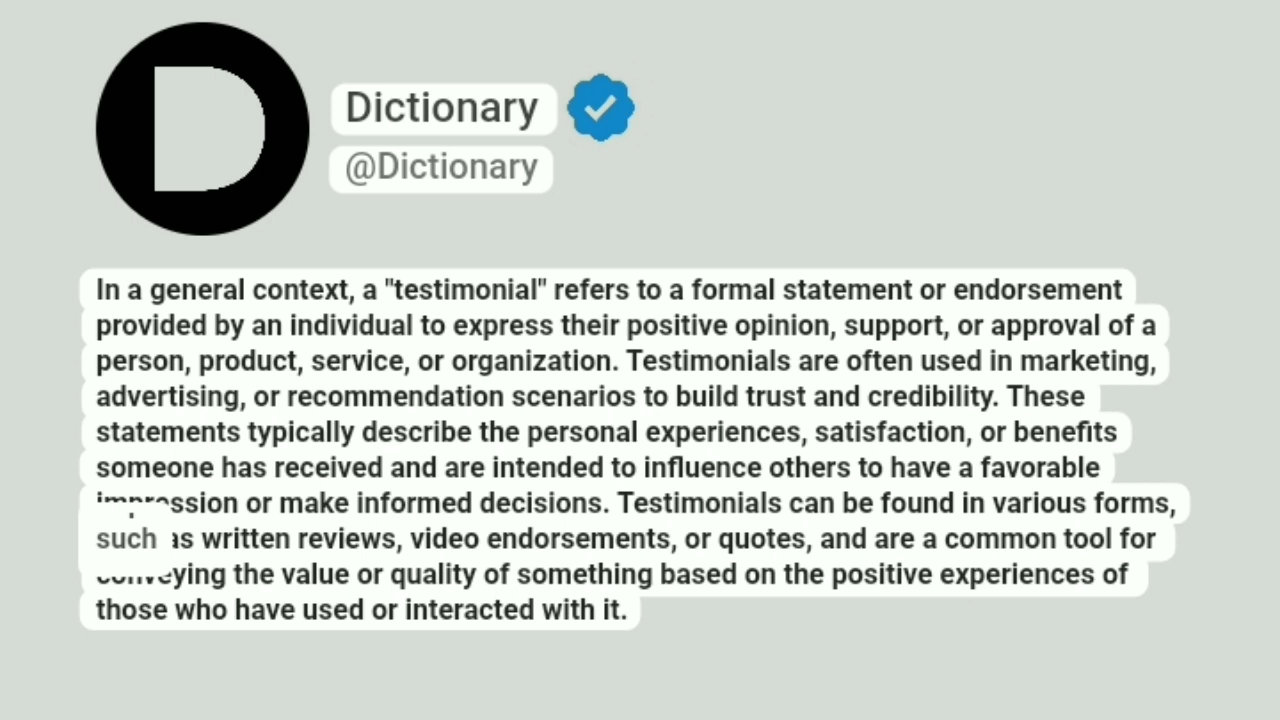 D
Dictionary
@Dictionary
In a general context, a "testimonial" refers to a formal statement or endorsement
provided by an individual to express their positive opinion, support, or approval of a
person, product, service, or organization. Testimonials are often used in marketing,
advertising, or recommendation scenarios to build trust and credibility. These
statements typically describe the personal experiences, satisfaction, or benefits
someone has received and are intended to influence others to have a favorable
impression or make informed decisions. Testimonials can be found in various forms,
such as written reviews, video endorsements, or quotes, and are a common tool for
conveying the value or quality of something based on the positive experiences of
those who have used or interacted with it.